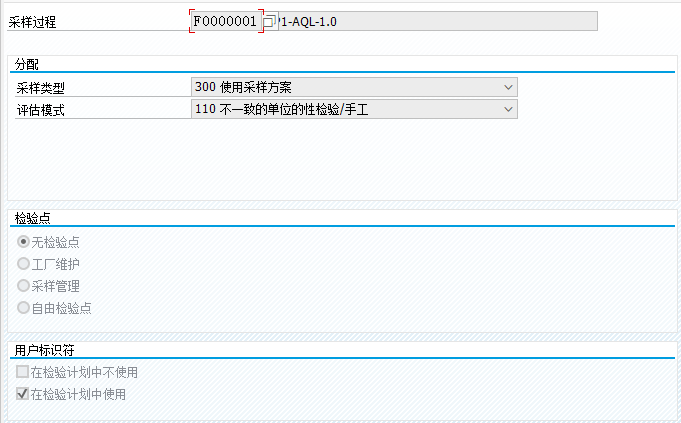 采样过程 F0000001 P1-AQL-1.0
分配
采样类型 300 使用采样方案
评估模式 110 不一致的单位的性检验/手工
检验点
无检验点
工厂维护
采样管理
自由检验点
用户标识符
在检验计划中不使用
在检验计划中使用